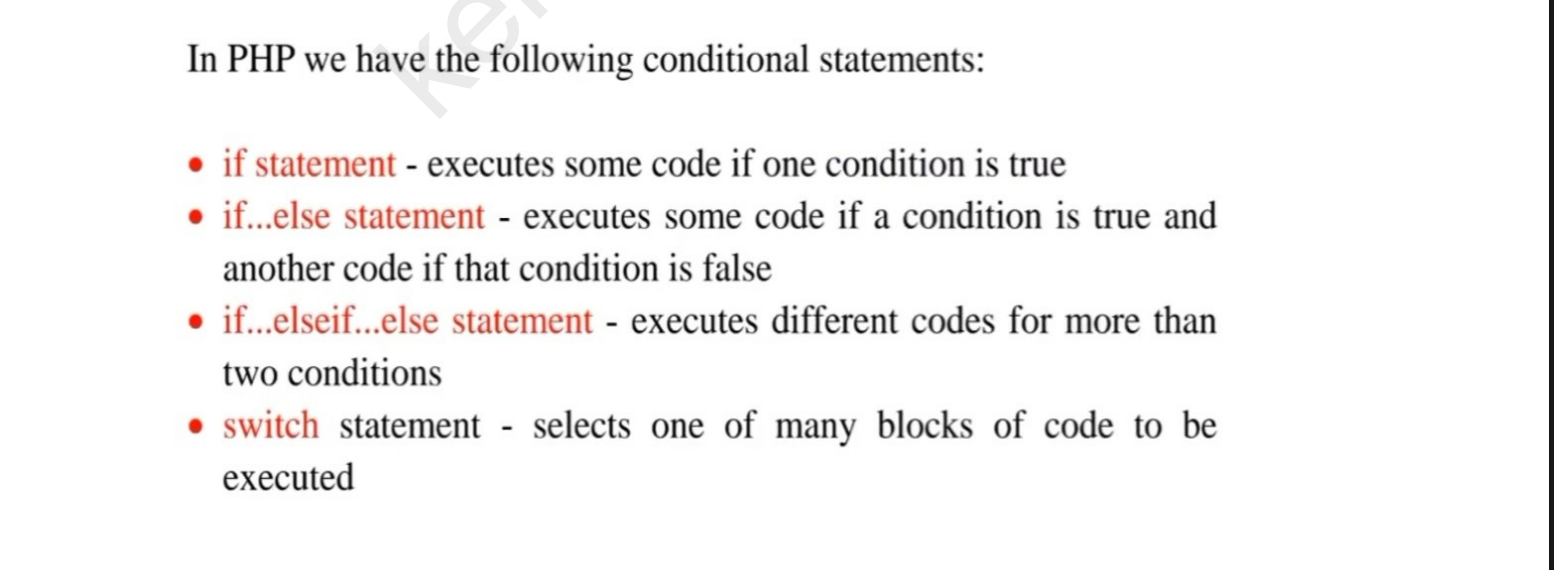 In PHP we have the following conditional statements:
• if statement - executes some code if one condition is true
• if...else statement - executes some code if a condition is true and
another code if that condition is false
• if...elseif...else statement - executes different codes for more than
two conditions
• switch statement - selects one of many blocks of code to be
executed